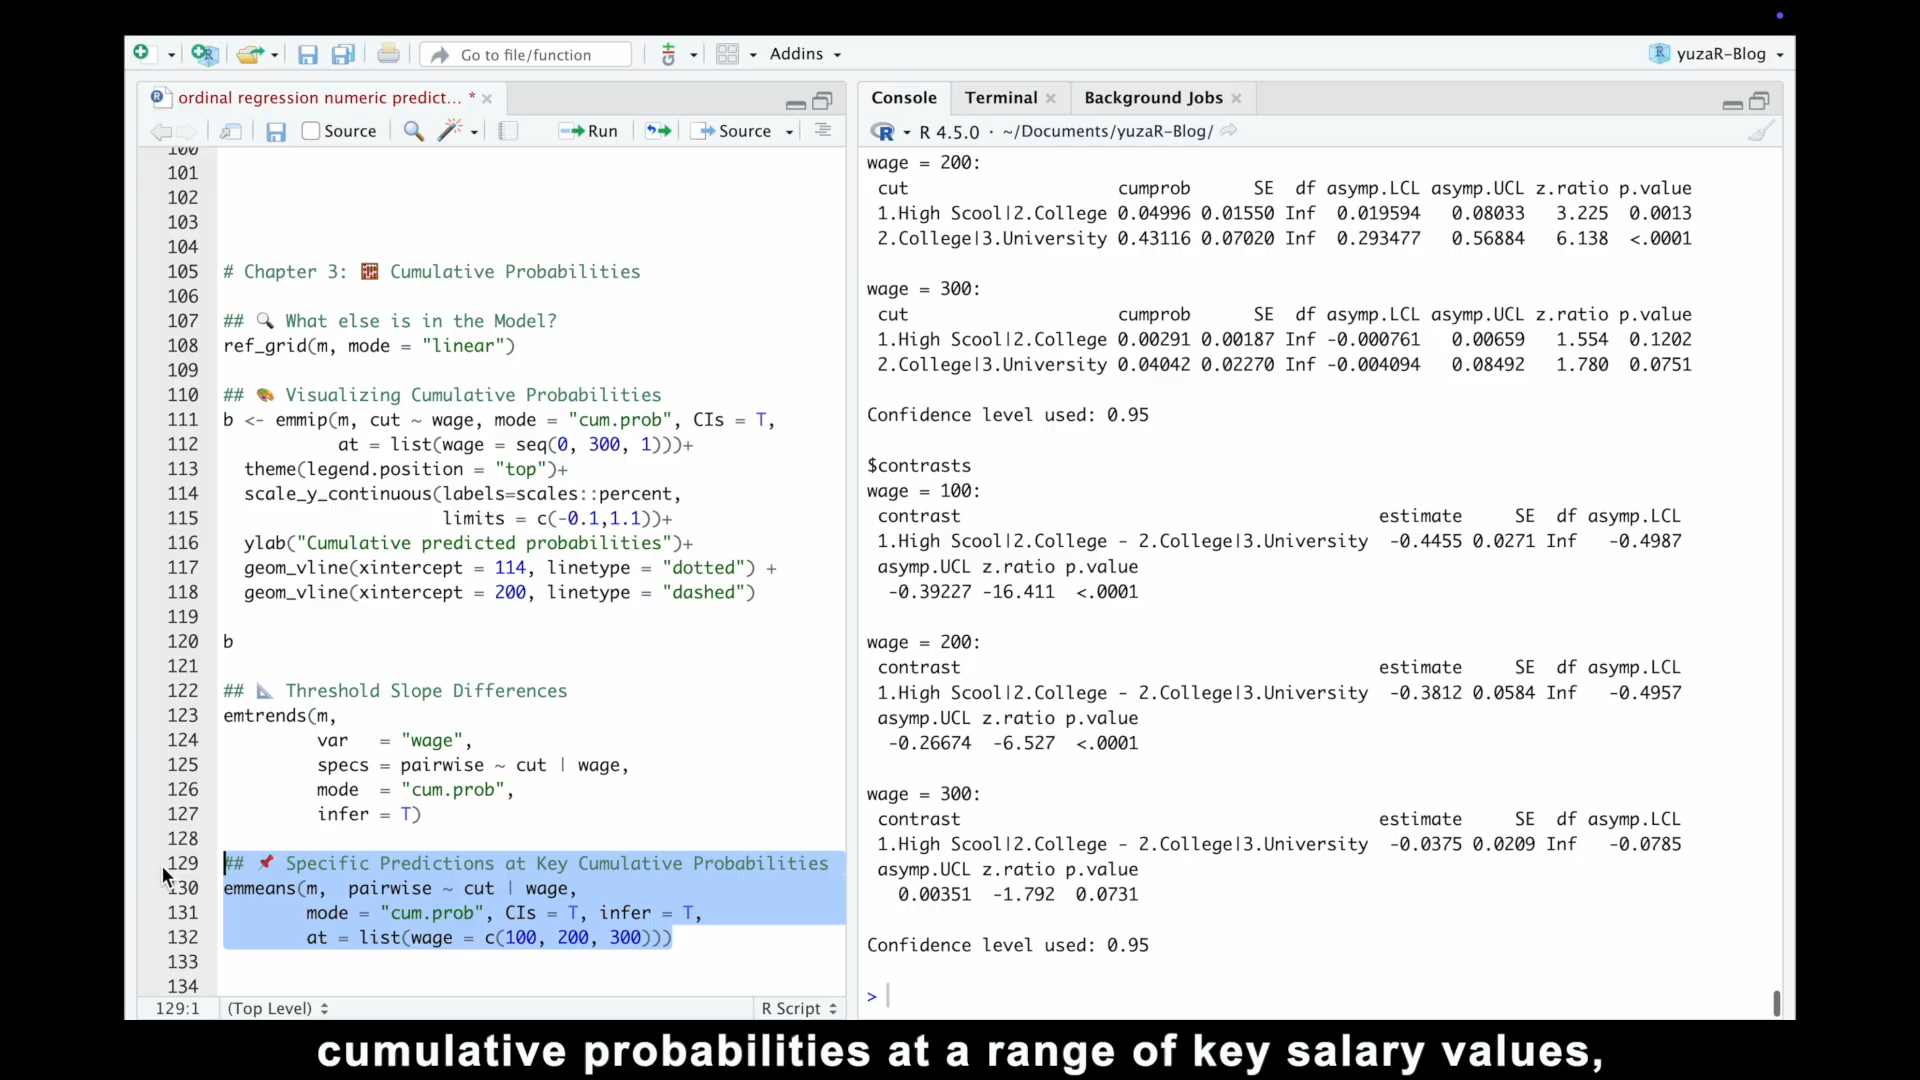 Go to file/function
Addins
yuzaR-Blog
ordinal regression numeric predict... *
Source
Run
Source
100
101
102
103
104
105 # Chapter 3: 🧮 Cumulative Probabilities
106
107 ## 🔍 What else is in the Model?
108 ref_grid(m, mode = "linear")
109
110 ## 🎨 Visualizing Cumulative Probabilities
111 b <- emmip(m, cut ~ wage, mode = "cum.prob", CIs = T,
112 at = list(wage = seq(0, 300, 1)))+
113 theme(legend.position = "top")+
114 scale_y_continuous(labels=scales::percent,
115 limits = c(-0.1,1.1))+
116 ylab("Cumulative predicted probabilities")+
117 geom_vline(xintercept = 114, linetype = "dotted") +
118 geom_vline(xintercept = 200, linetype = "dashed")
119
120 b
121
122 ## 📐 Threshold Slope Differences
123 emtrends(m,
124 var = "wage",
125 specs = pairwise ~ cut | wage,
126 mode = "cum.prob",
127 infer = T)
128
129 ## 📌 Specific Predictions at Key Cumulative Probabilities
130 emmeans(m, pairwise ~ cut | wage,
131 mode = "cum.prob", CIs = T, infer = T,
132 at = list(wage = c(100, 200, 300)))
133
134
129:1 (Top Level) R Script
Console Terminal Background Jobs
R 4.5.0 · ~/Documents/yuzaR-Blog/
wage = 200:
cut cumprob SE df asymp.LCL asymp.UCL z.ratio p.value
1.High Scool|2.College 0.04996 0.01550 Inf 0.019594 0.08033 3.225 0.0013
2.College|3.University 0.43116 0.07020 Inf 0.293477 0.56884 6.138 <.0001
wage = 300:
cut cumprob SE df asymp.LCL asymp.UCL z.ratio p.value
1.High Scool|2.College 0.00291 0.00187 Inf -0.000761 0.00659 1.554 0.1202
2.College|3.University 0.04042 0.02270 Inf -0.004094 0.08492 1.780 0.0751
Confidence level used: 0.95
$contrasts
wage = 100:
contrast estimate SE df asymp.LCL
1.High Scool|2.College - 2.College|3.University -0.4455 0.0271 Inf -0.4987
asymp.UCL z.ratio p.value
-0.39227 -16.411 <.0001
wage = 200:
contrast estimate SE df asymp.LCL
1.High Scool|2.College - 2.College|3.University -0.3812 0.0584 Inf -0.4957
asymp.UCL z.ratio p.value
-0.26674 -6.527 <.0001
wage = 300:
contrast estimate SE df asymp.LCL
1.High Scool|2.College - 2.College|3.University -0.0375 0.0209 Inf -0.0785
asymp.UCL z.ratio p.value
0.00351 -1.792 0.0731
Confidence level used: 0.95
>
cumulative probabilities at a range of key salary values,